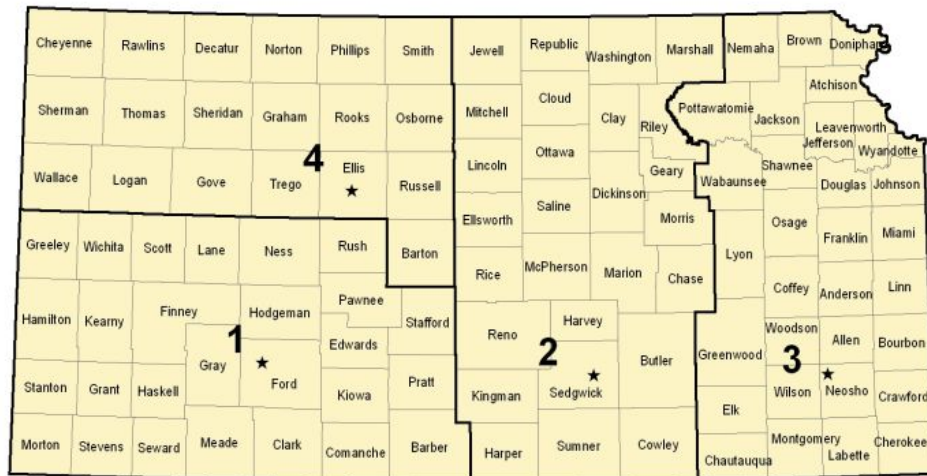 Cheyenne Rawlins Decatur Norton Phillips Smith Jewell Republic Washington Marshall Nemaha Brown Doniphan
Atchison
Sherman Thomas Sheridan Graham Rooks Osborne Mitchell Cloud Clay Riley Pottawatomie Jackson Leavenworth
Jefferson Wyandotte
4
Wallace Logan Gove Trego Ellis Russell Lincoln Ottawa Dickinson Geary Wabaunsee Shawnee Douglas Johnson
Ellsworth Saline Morris Lyon Osage Franklin Miami
Greeley Wichita Scott Lane Ness Rush Barton Rice McPherson Marion Chase Coffey Anderson Linn
Hamilton Kearny Finney Hodgeman Pawnee Stafford Reno Harvey Woodson Allen Bourbon
1 2 3
Gray Edwards Butler Greenwood
Stanton Grant Haskell Ford Kiowa Pratt Kingman Sedgwick Elk Wilson Neosho Crawford
Morton Stevens Seward Meade Clark Comanche Barber Harper Sumner Cowley Chautauqua Montgomery Labette Cherokee